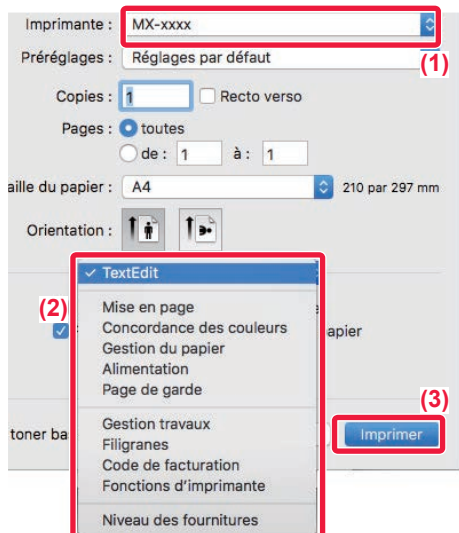 Imprimante : MX-xxxx
(1)
Préréglages : Réglages par défaut
Copies : 1 Recto verso
Pages : toutes
de : 1 à : 1
aille du papier : A4 210 par 297 mm
Orientation :
TextEdit
(2)
Mise en page
Concordance des couleurs
apier
Gestion du papier
Alimentation
Page de garde
(3)
Gestion travaux
toner ba
Imprimer
Filigranes
Code de facturation
Fonctions d'imprimante
Niveau des fournitures